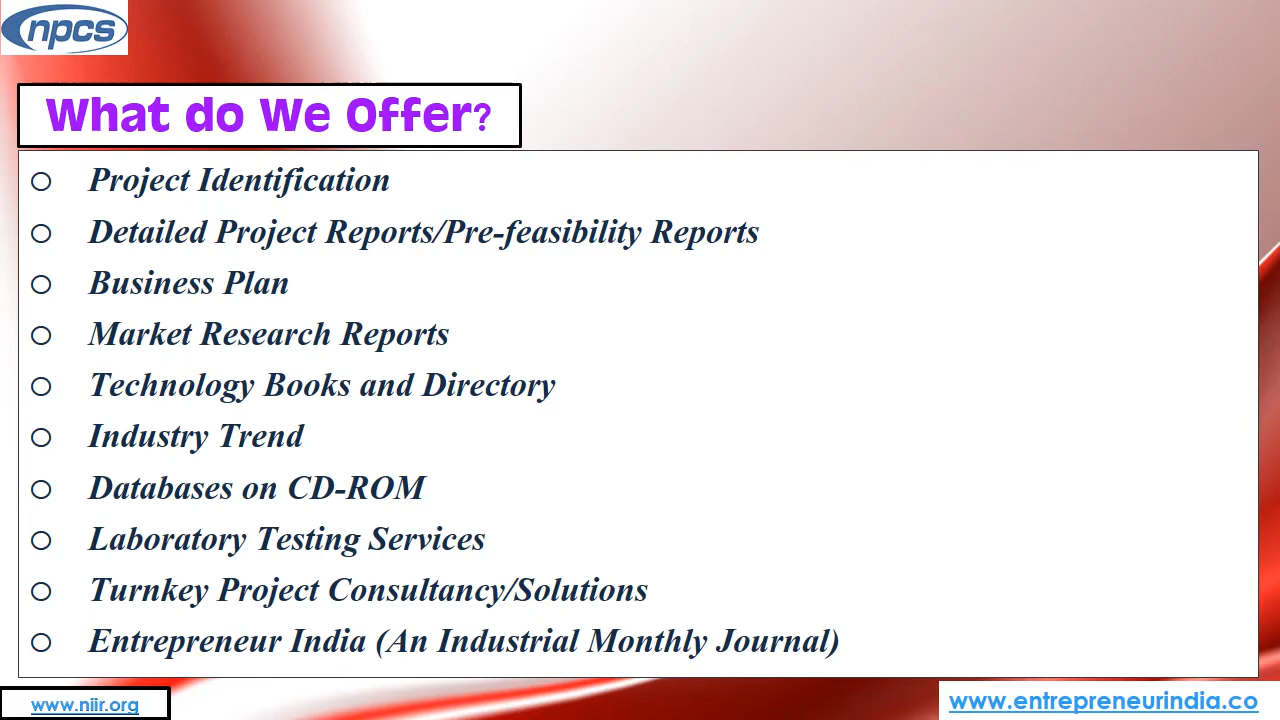 npcs
What do We Offer?
Project Identification
Detailed Project Reports/Pre-feasibility Reports
Business Plan
Market Research Reports
Technology Books and Directory
Industry Trend
Databases on CD-ROM
Laboratory Testing Services
Turnkey Project Consultancy/Solutions
Entrepreneur India (An Industrial Monthly Journal)
www.niir.org
www.entrepreneurindia.co